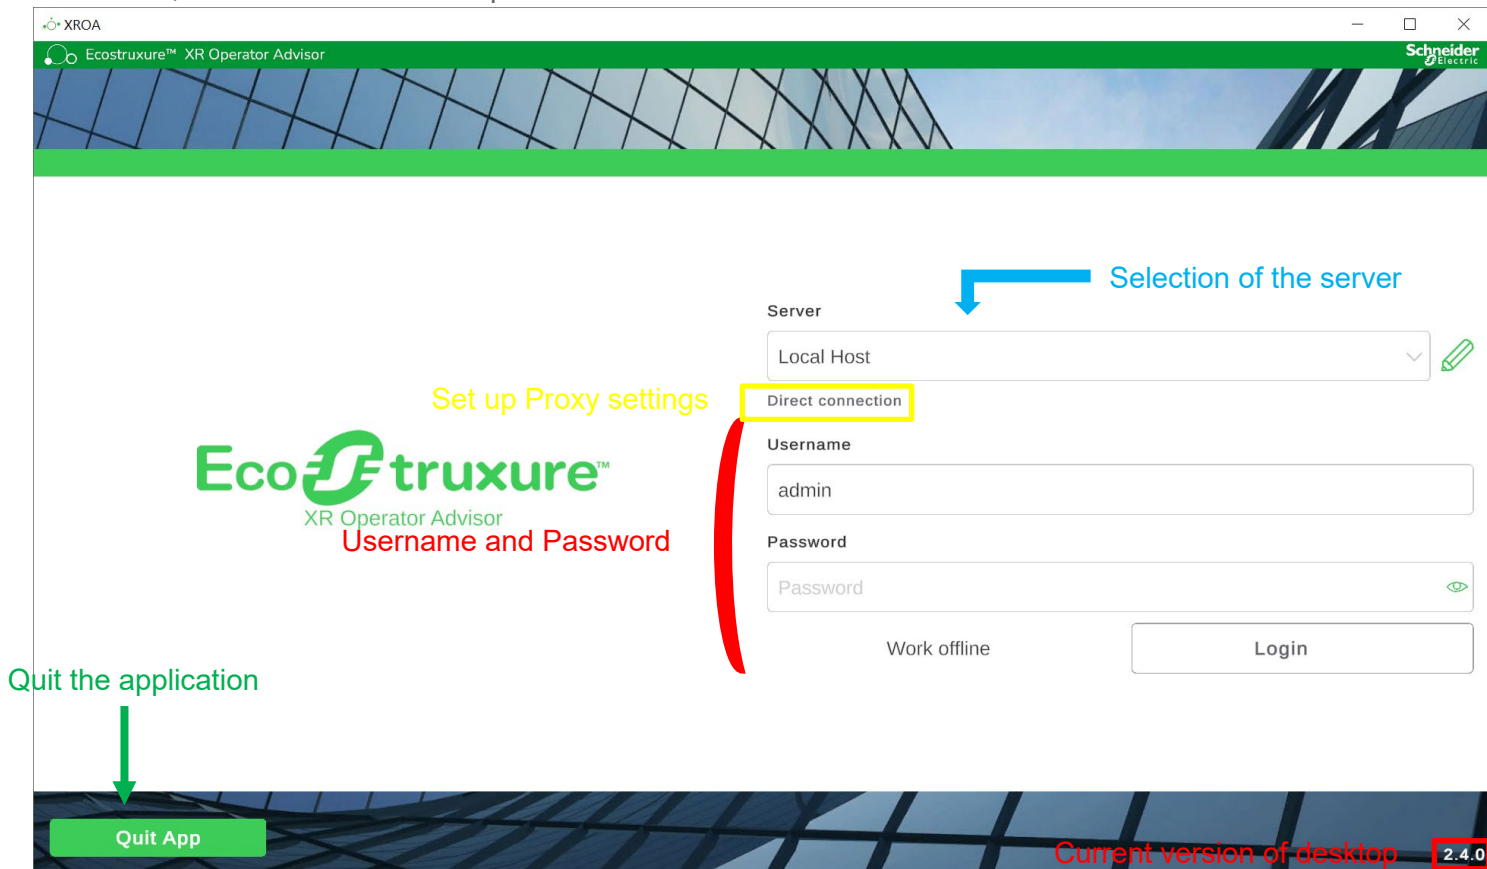 XROA
Ecostruxure™ XR Operator Advisor
Schneider
Electric
Selection of the server
Server
Local Host
Set up Proxy settings
Direct connection
Username
admin
EcoStruxure™
XR Operator Advisor
Username and Password
Password
Password
Work offline
Login
Quit the application
Quit App
Current version of desktop
2.4.0